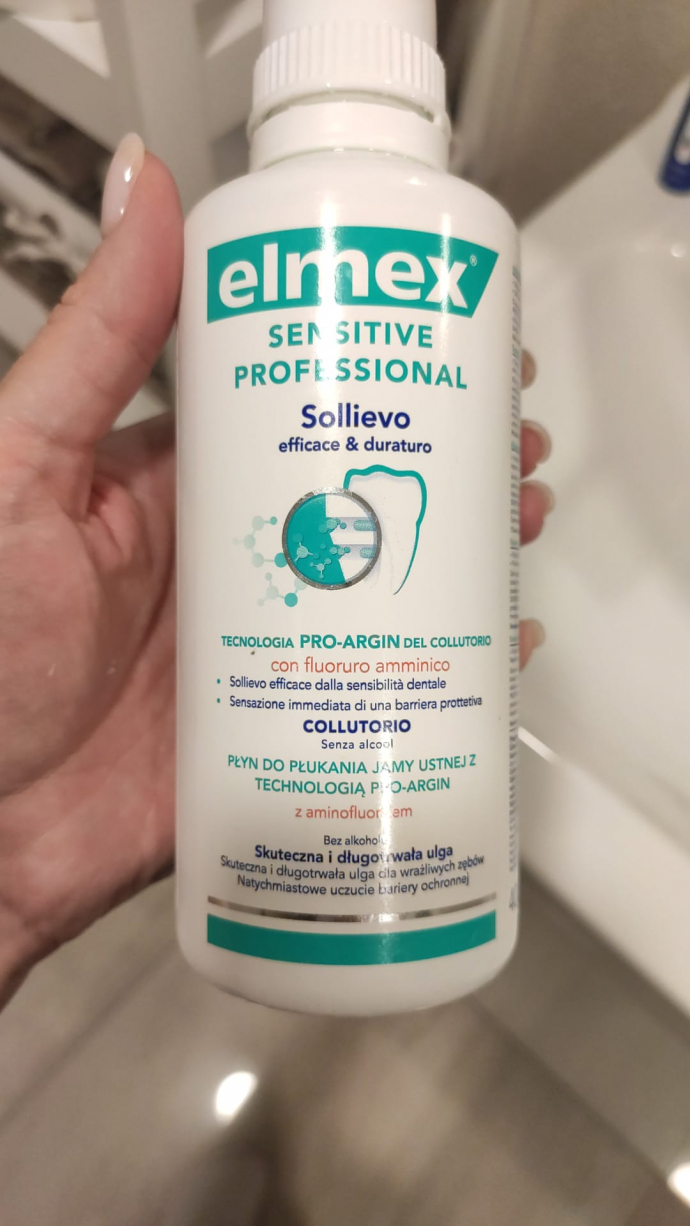 elmex®
SENSITIVE
PROFESSIONAL
Sollievo
efficace & duraturo
TECNOLOGIA PRO-ARGIN DEL COLLUTORIO
con fluoruro amminico
• Sollievo efficace dalla sensibilità dentale
• Sensazione immediata di una barriera protettiva
COLLUTORIO
Senza alcool
PŁYN DO PŁUKANIA JAMY USTNEJ Z
TECHNOLOGIĄ PRO-ARGIN
z aminofluorkiem
Bez alkoholu
Skuteczna i długotrwała ulga
Skuteczna i długotrwała ulga dla wrażliwych zębów
Natychmiastowe uczucie bariery ochronnej